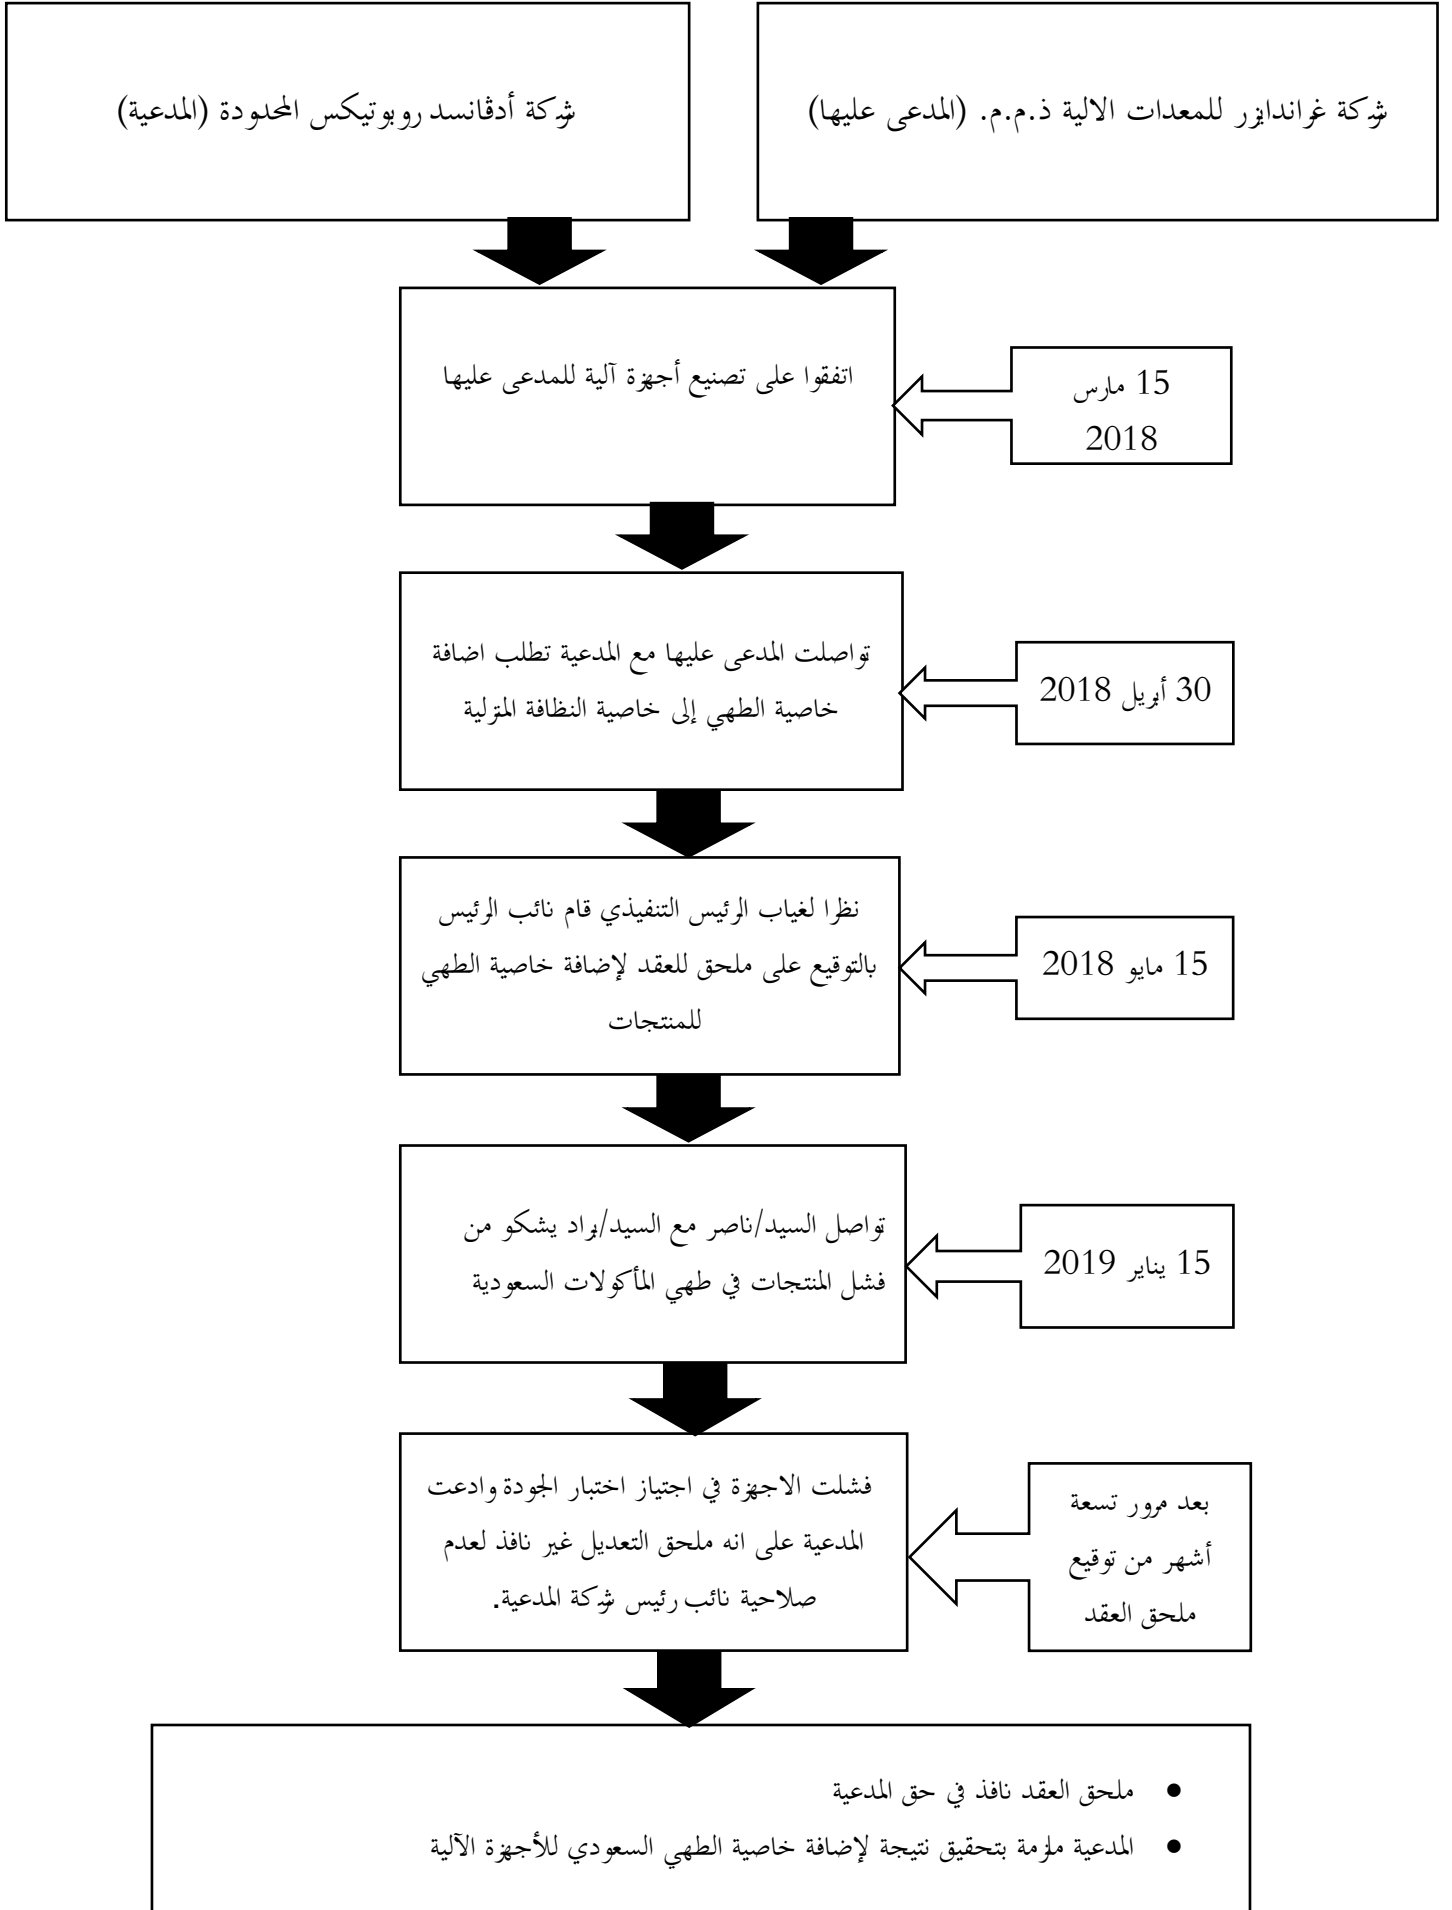 شركة غراندايزر للمعدات الالية ذ.م.م. (المدعى عليها)
شركة أدڤانسد روبوتيكس المحدودة (المدعية)
اتفقوا على تصنيع أجهزة آلية للمدعى عليها
15 مارس
2018
تواصلت المدعى عليها مع المدعية تطلب اضافة
خاصية الطهي إلى خاصية النظافة المنزلية
30 أبريل 2018
نظرا لغياب الرئيس التنفيذي قام نائب الرئيس
بالتوقيع على ملحق للعقد لإضافة خاصية الطهي
للمنتجات
15 مايو 2018
تواصل السيد/ناصر مع السيد/براد يشكو من
فشل المنتجات في طهي المأكولات السعودية
15 يناير 2019
فشلت الاجهزة في اجتياز اختبار الجودة وادعت
المدعية على انه ملحق التعديل غير نافذ لعدم
صلاحية نائب رئيس شركة المدعية.
بعد مرور تسعة
أشهر من توقيع
ملحق العقد
● ملحق العقد نافذ في حق المدعية
● المدعية ملزمة بتحقيق نتيجة لإضافة خاصية الطهي السعودي للأجهزة الآلية